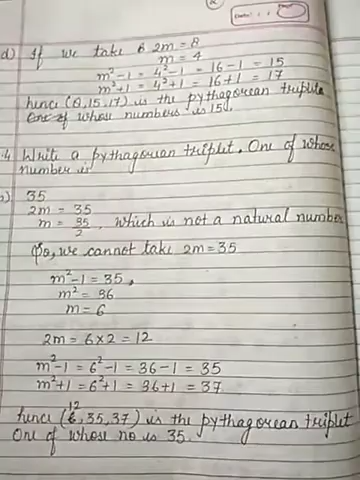 d) If we take 2m = 8
m = 4
m²-1 = 4²-1 = 16-1 = 15
m²+1 = 4²+1 = 16+1 = 17
hence (8,15,17) is the pythagorean triplet
One of whose numbers is 15.
4 Write a pythagorean triplet. One of whose
number is
) 35
2m = 35
m = 35/2, which is not a natural number
So, we cannot take 2m = 35
m²-1 = 35,
m² = 36
m = 6
2m = 6×2 = 12
m²-1 = 6²-1 = 36-1 = 35
m²+1 = 6²+1 = 36+1 = 37
hence (12, 35, 37) is the pythagorean triplet
One of whose no is 35.